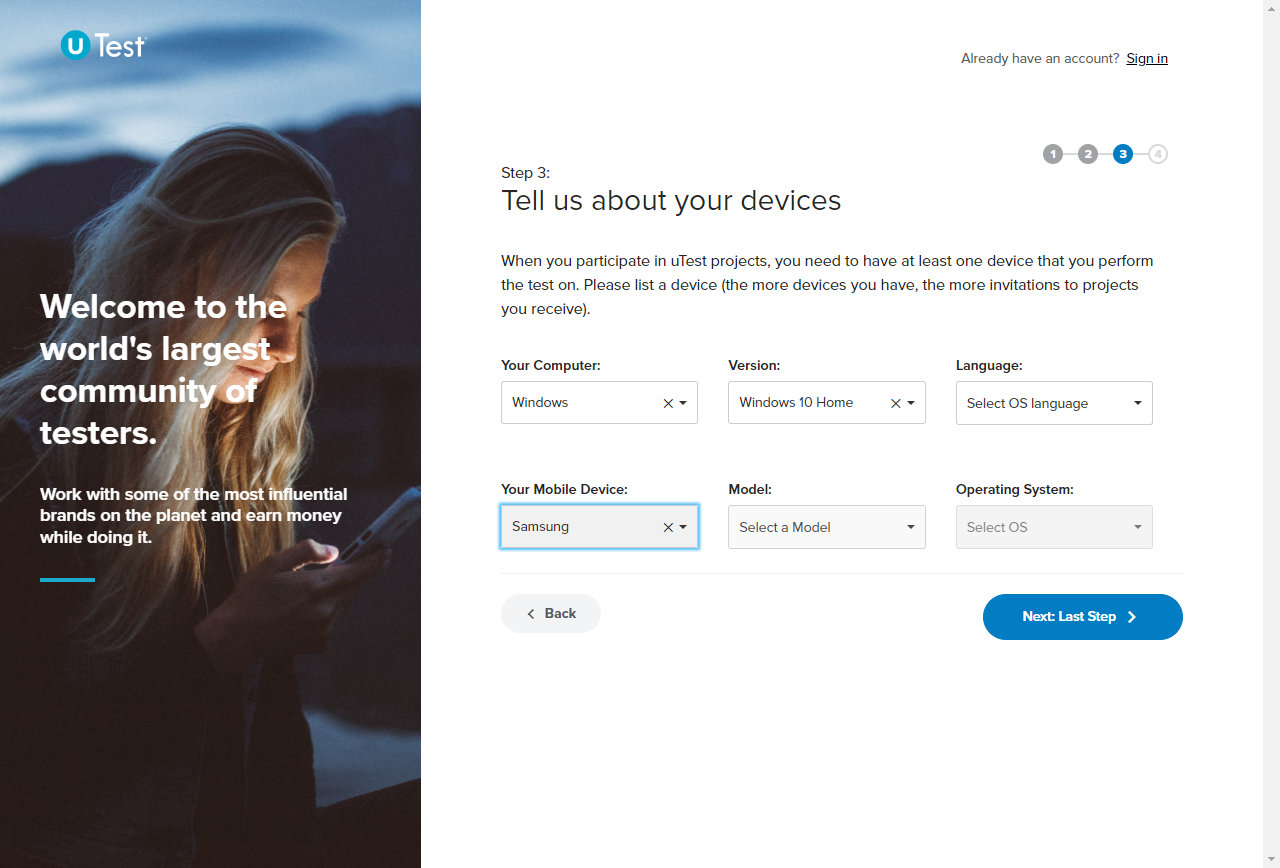 U Test
Already have an account? Sign in
1 2 3 4
Step 3:
Tell us about your devices
When you participate in uTest projects, you need to have at least one device that you perform
the test on. Please list a device (the more devices you have, the more invitations to projects
you receive).
Welcome to the
world's largest
community of
testers.
Work with some of the most influential
brands on the planet and earn money
while doing it.
Your Computer: Version: Language:
Windows Windows 10 Home Select OS language
Your Mobile Device: Model: Operating System:
Samsung Select a Model Select OS
Back Next: Last Step